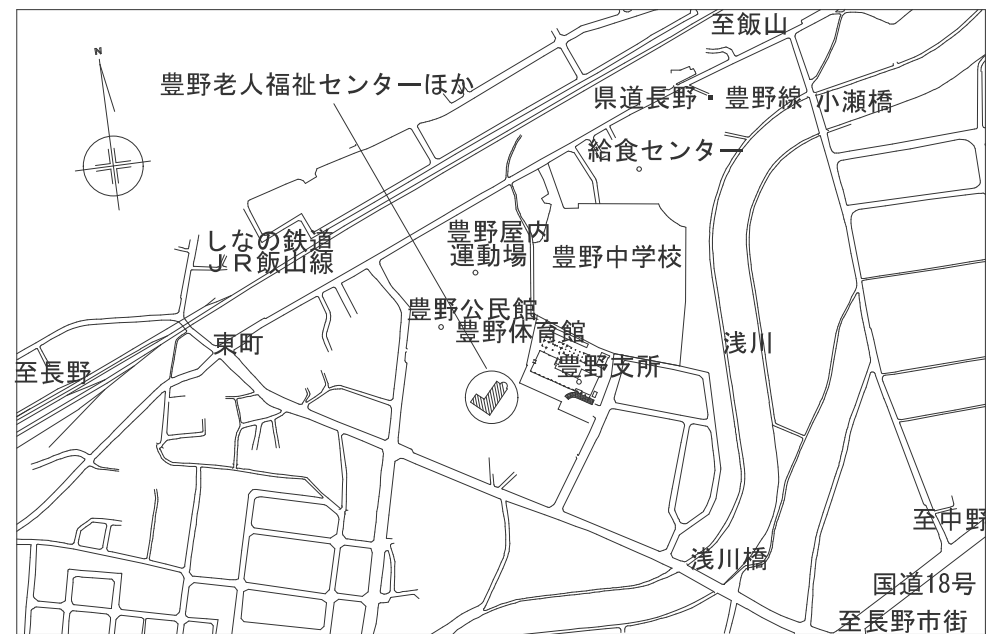 至飯山
N
豊野老人福祉センターほか
県道長野・豊野線
小瀬橋
給食センター
豊野屋内
運動場
豊野中学校
しなの鉄道
JR飯山線
豊野公民館
豊野体育館
東町
浅川
豊野支所
至長野
至中野
浅川橋
国道18号
至長野市街